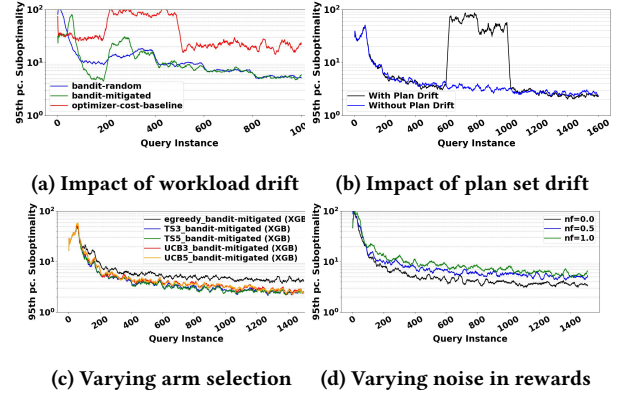 95th pc. Suboptimality
10²
10¹
10⁰
bandit-random
bandit-mitigated
optimizer-cost-baseline
0 200 400 600 800 100
Query Instance
(a) Impact of workload drift
95th pc. Suboptimality
10²
10¹
10⁰
With Plan Drift
Without Plan Drift
0 200 400 600 800 1000 1200 1400 1600
Query Instance
(b) Impact of plan set drift
95th pc. Suboptimality
10²
10¹
10⁰
egreedy_bandit-mitigated (XGB)
TS3_bandit-mitigated (XGB)
TS5_bandit-mitigated (XGB)
UCB3_bandit-mitigated (XGB)
UCB5_bandit-mitigated (XGB)
0 200 400 600 800 1000 1200 1400
Query Instance
(c) Varying arm selection
95th pc. Suboptimality
10²
10¹
10⁰
nf=0.0
nf=0.5
nf=1.0
0 200 400 600 800 1000 1200 1400
Query Instance
(d) Varying noise in rewards